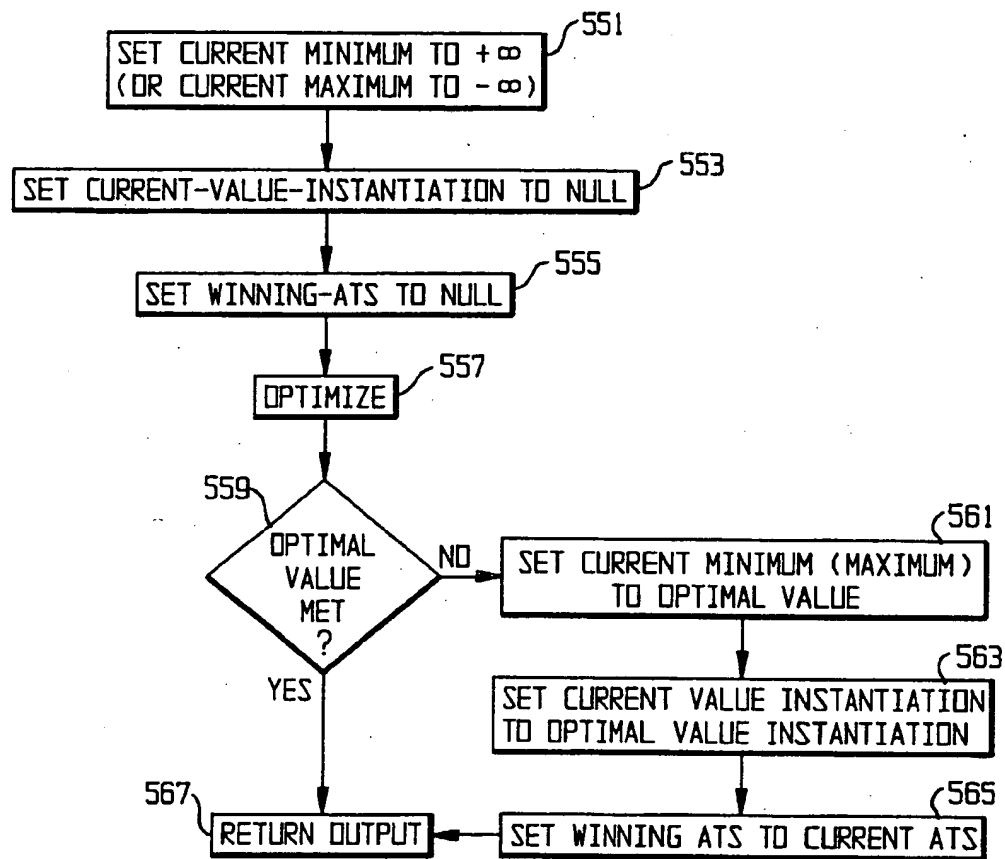 551
SET CURRENT MINIMUM TO +∞
(OR CURRENT MAXIMUM TO -∞)
553
SET CURRENT-VALUE-INSTANTIATION TO NULL
555
SET WINNING-ATS TO NULL
557
OPTIMIZE
559
OPTIMAL
VALUE
MET
?
NO
YES
561
SET CURRENT MINIMUM (MAXIMUM)
TO OPTIMAL VALUE
563
SET CURRENT VALUE INSTANTIATION
TO OPTIMAL VALUE INSTANTIATION
565
SET WINNING ATS TO CURRENT ATS
567
RETURN OUTPUT